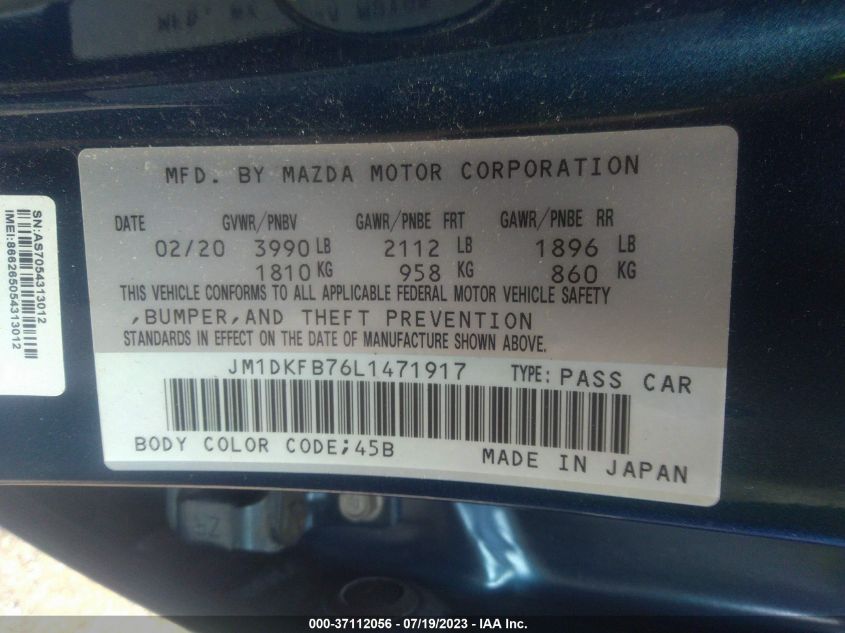 MFD. BY MAZDA MOTOR CORPORATION
DATE GVWR/PNBV GAWR/PNBE FRT GAWR/PNBE RR
02/20 3990 LB 2112 LB 1896 LB
1810 KG 958 KG 860 KG
THIS VEHICLE CONFORMS TO ALL APPLICABLE FEDERAL MOTOR VEHICLE SAFETY
,BUMPER,AND THEFT PREVENTION
STANDARDS IN EFFECT ON THE DATE OF MANUFACTURE SHOWN ABOVE.
JM1DKFB76L1471917 TYPE: PASS CAR
BODY COLOR CODE;45B MADE IN JAPAN
SN:AS7054313012
IMEI:866265054313012
000-37112056 - 07/19/2023 - IAA Inc.